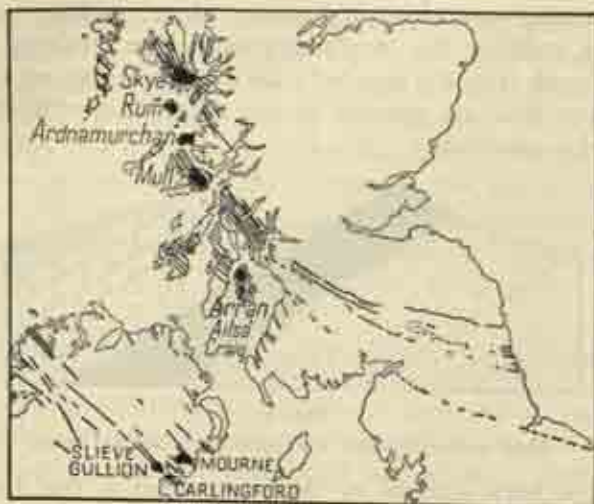 Skye
Rum
Ardnamurchan
Mull
Arran
Ailsa
Craig
SLIEVE
GULLION
MOURNE
CARLINGFORD